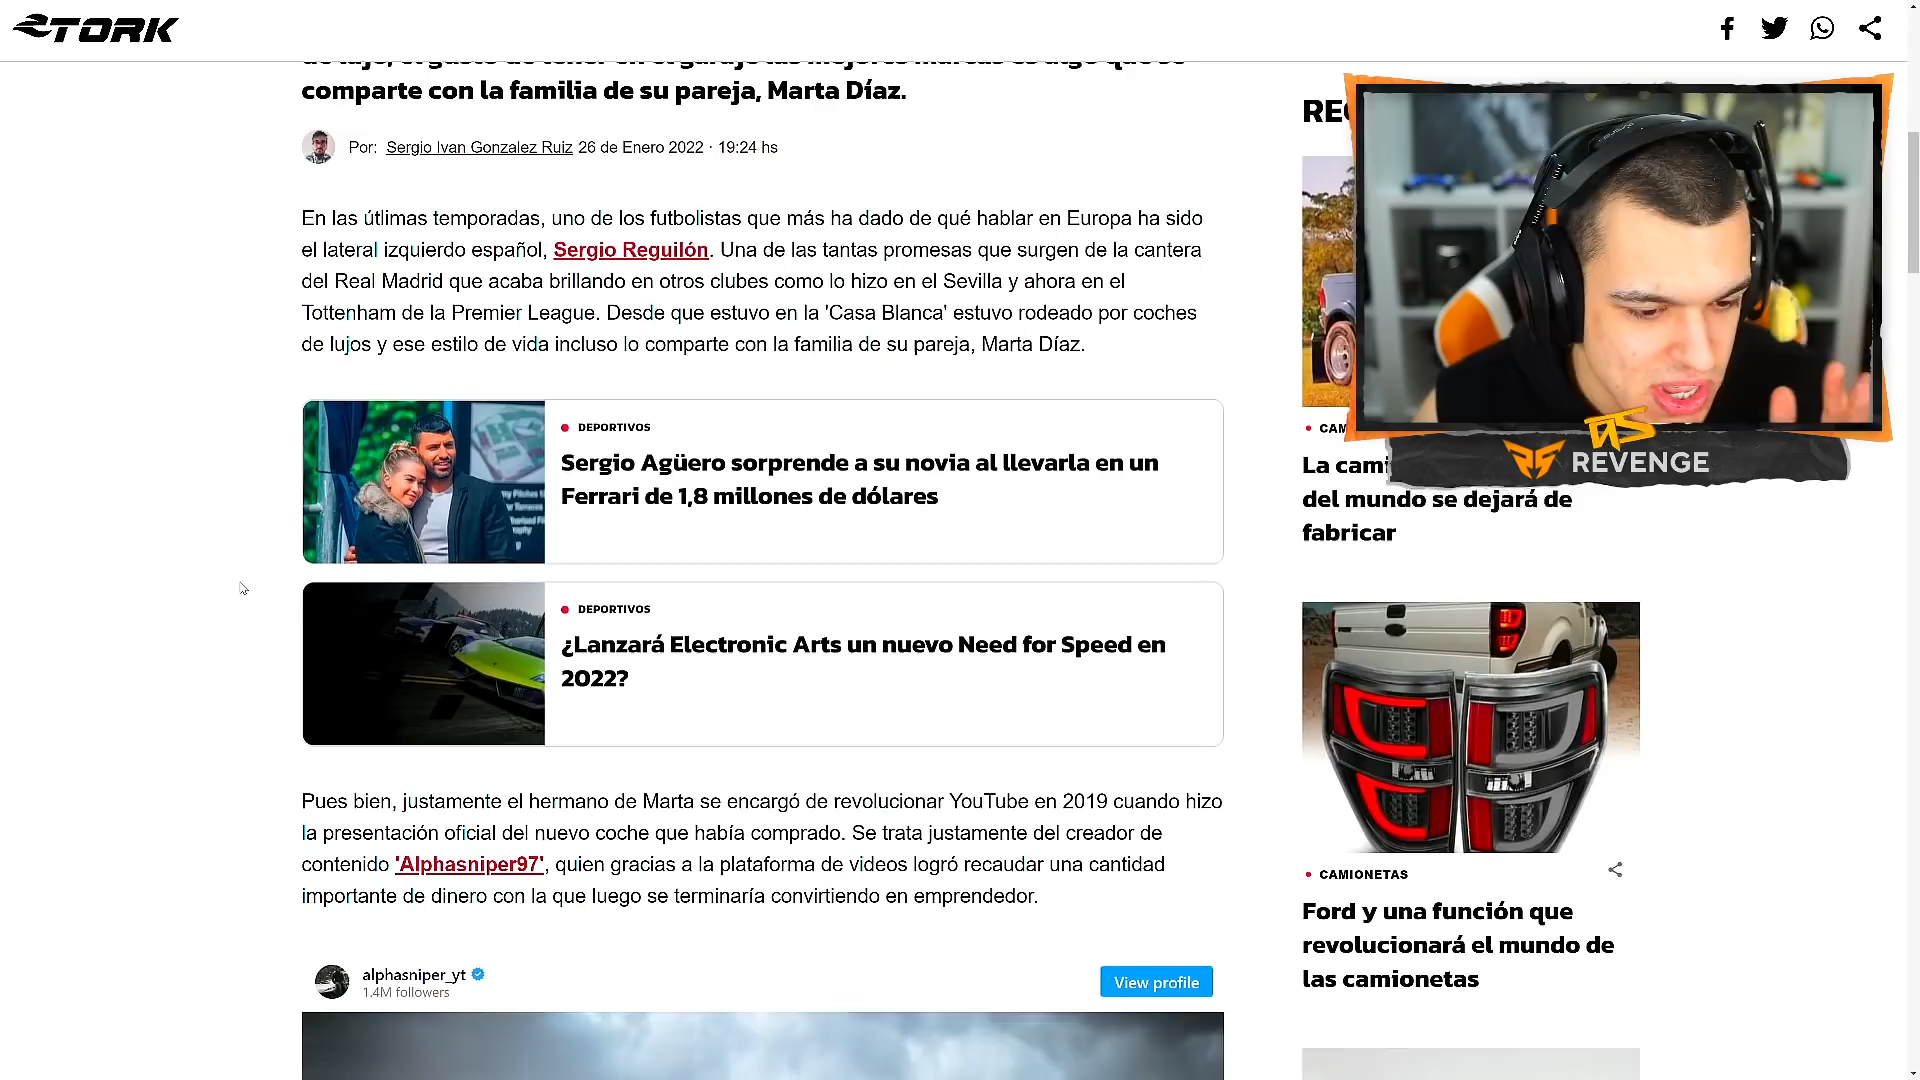 TORK
comparte con la familia de su pareja, Marta Díaz.
Por: Sergio Ivan Gonzalez Ruiz 26 de Enero 2022 · 19:24 hs
En las útlimas temporadas, uno de los futbolistas que más ha dado de qué hablar en Europa ha sido
el lateral izquierdo español, Sergio Reguilón. Una de las tantas promesas que surgen de la cantera
del Real Madrid que acaba brillando en otros clubes como lo hizo en el Sevilla y ahora en el
Tottenham de la Premier League. Desde que estuvo en la 'Casa Blanca' estuvo rodeado por coches
de lujos y ese estilo de vida incluso lo comparte con la familia de su pareja, Marta Díaz.
DEPORTIVOS
Sergio Agüero sorprende a su novia al llevarla en un
Ferrari de 1,8 millones de dólares
DEPORTIVOS
¿Lanzará Electronic Arts un nuevo Need for Speed en
2022?
Pues bien, justamente el hermano de Marta se encargó de revolucionar YouTube en 2019 cuando hizo
la presentación oficial del nuevo coche que había comprado. Se trata justamente del creador de
contenido 'Alphasniper97', quien gracias a la plataforma de videos logró recaudar una cantidad
importante de dinero con la que luego se terminaría convirtiendo en emprendedor.
alphasniper_yt
1.4M followers
View profile
REVENGE
La
del mundo se dejará de
fabricar
CAMIONETAS
Ford y una función que
revolucionará el mundo de
las camionetas